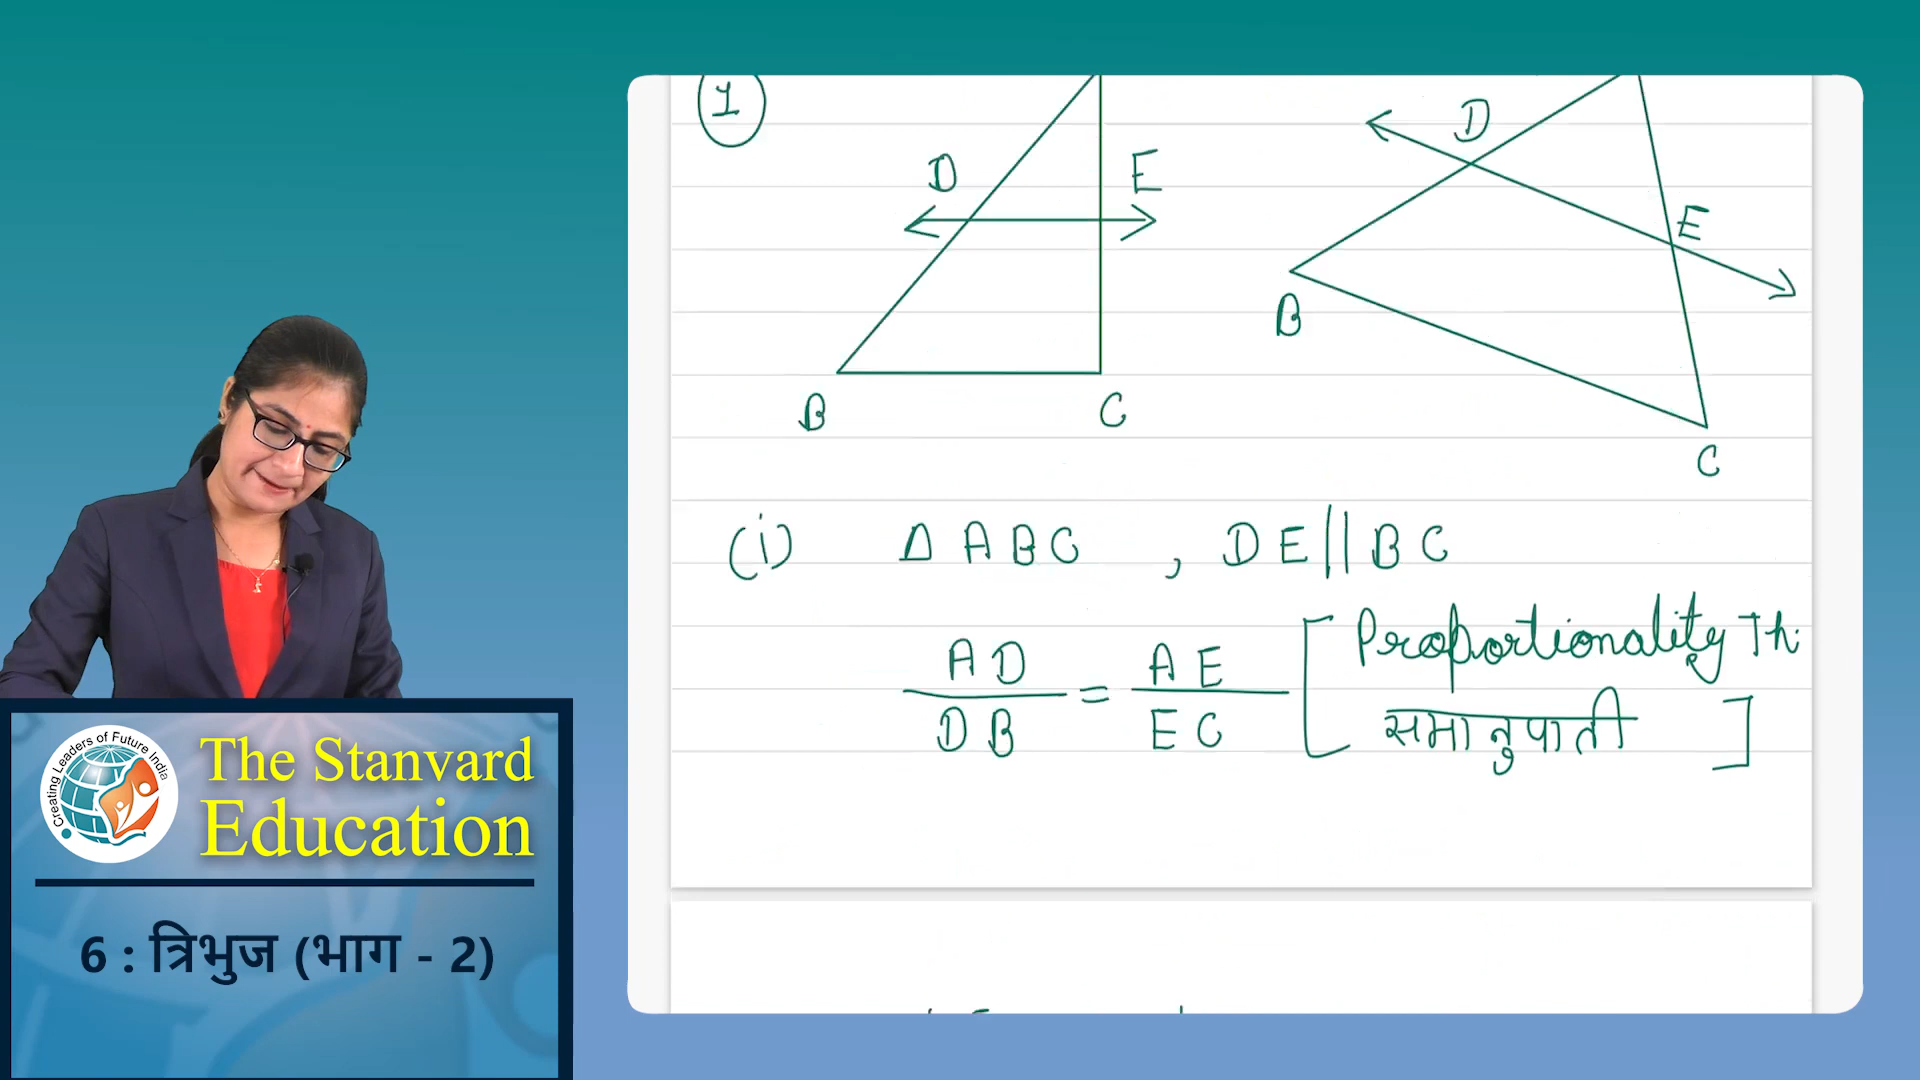 1
D
E
B
C
D
E
B
C
(i) Δ ABC , DE||BC
AD/DB = AE/EC [Proportionality Th.
समानुपाती]
Creating Leaders of Future India
The Stanvard
Education
6 : त्रिभुज (भाग - 2)